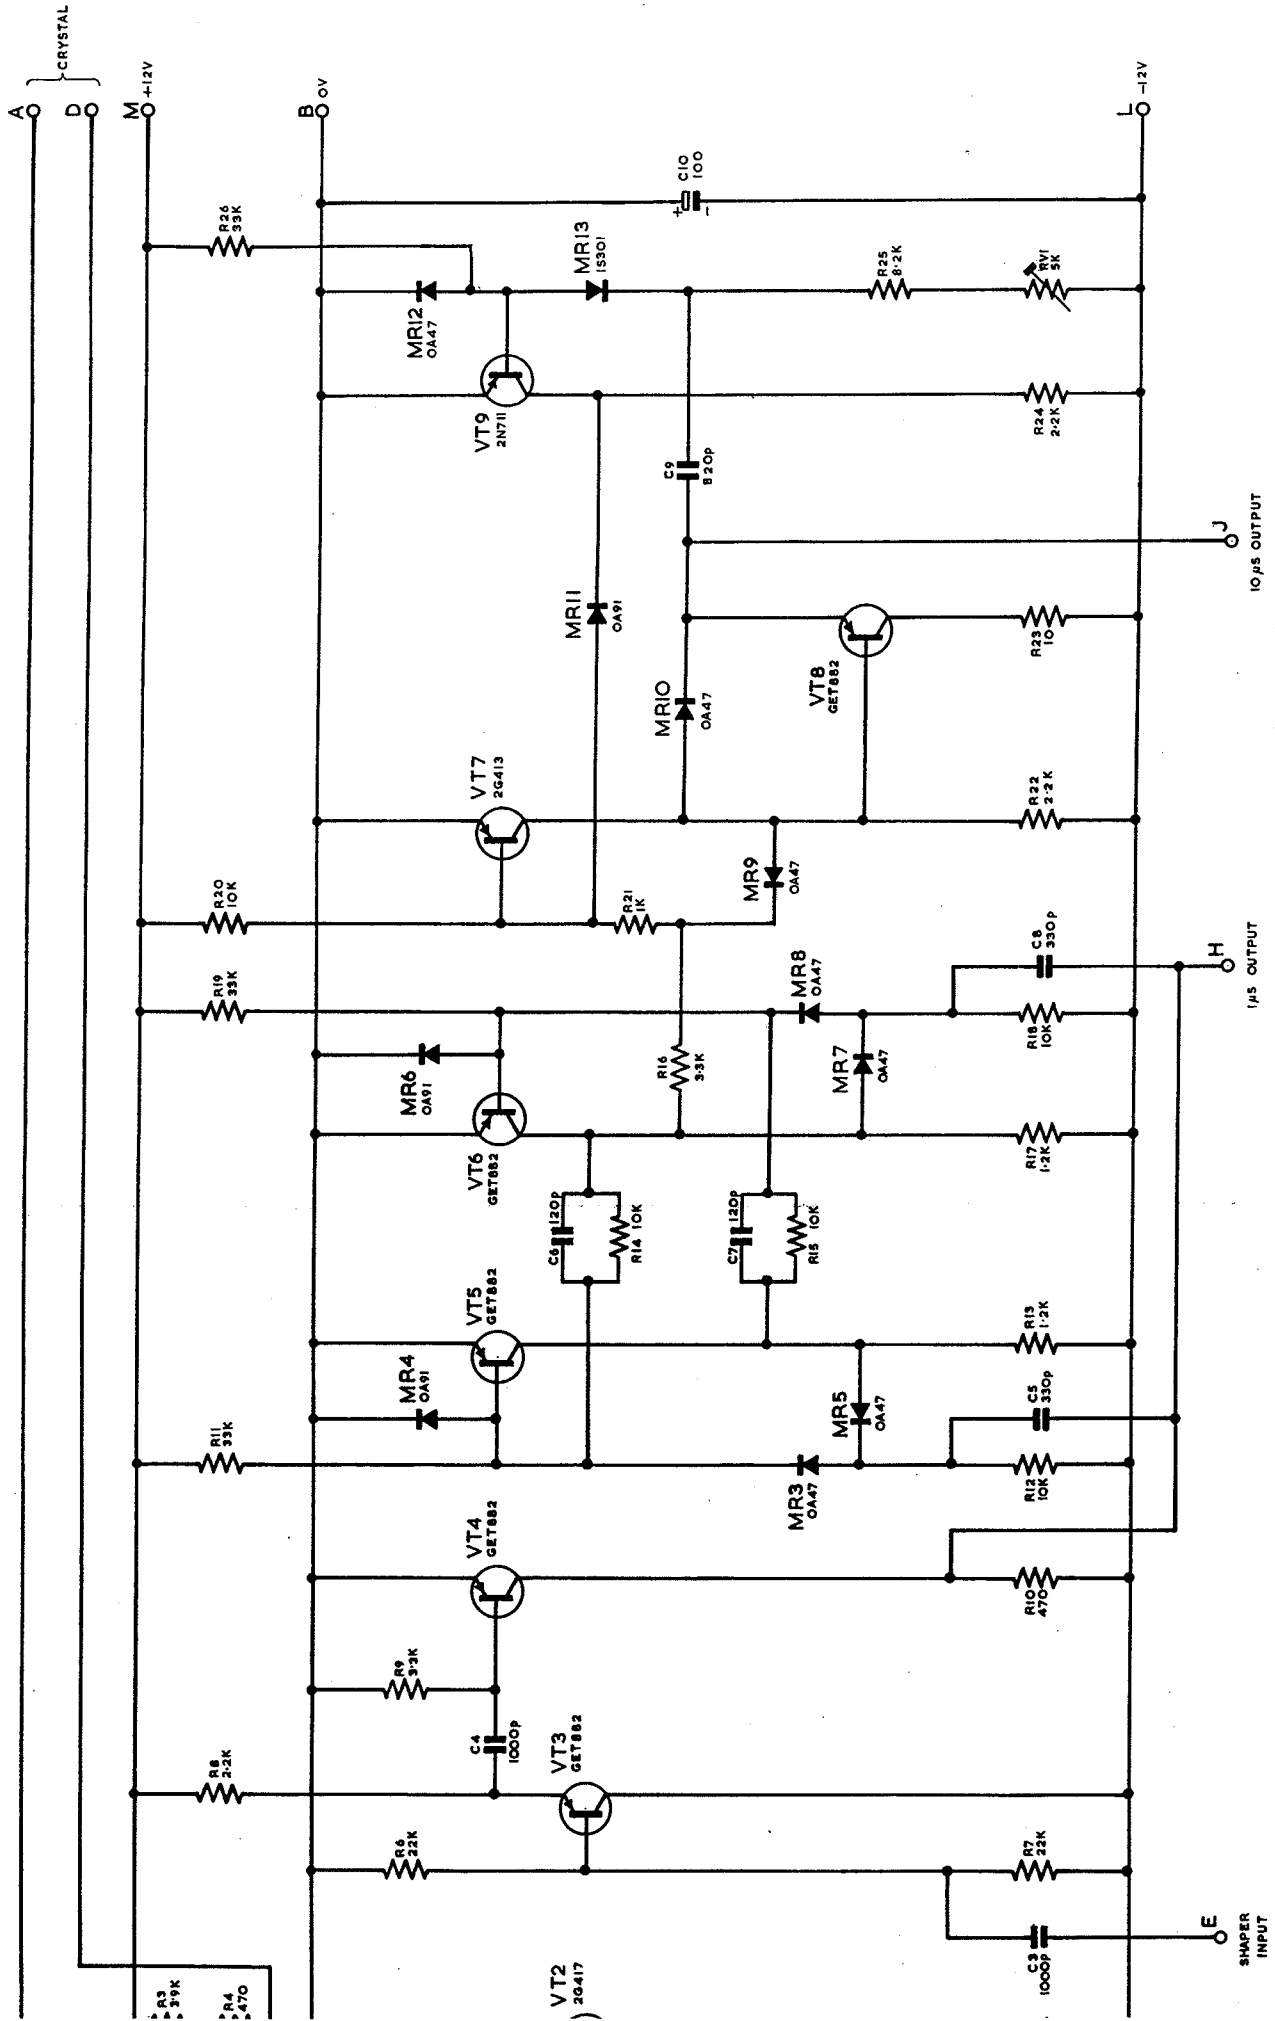 A
D
CRYSTAL
M
+12V
B
0V
L
-12V
R26
33K
C10
100
+
-
MR12
OA47
MR13
1S301
R25
8·2K
RV1
5K
VT9
2N711
R24
2·2K
C9
820p
J
10µS OUTPUT
MR11
OA91
MR10
OA47
VT8
GET882
R23
10
VT7
2G413
R22
2·2K
R20
10K
R21
1K
MR9
OA47
R19
33K
MR8
OA47
C8
330p
H
1µS OUTPUT
R18
10K
MR6
OA91
R16
3·3K
MR7
OA47
VT6
GET882
R17
1·2K
C6
120p
R14 10K
C7
120p
R15 10K
VT5
GET882
R13
1·2K
MR4
OA91
MR5
OA47
C5
330p
R11
33K
MR3
OA47
R12
10K
VT4
GET882
R10
470
R9
3·3K
C4
1000p
R8
2·2K
VT3
GET882
R6
22K
R7
22K
C3
1000p
E
SHAPER
INPUT
VT2
2G417
R3
3·9K
R4
470